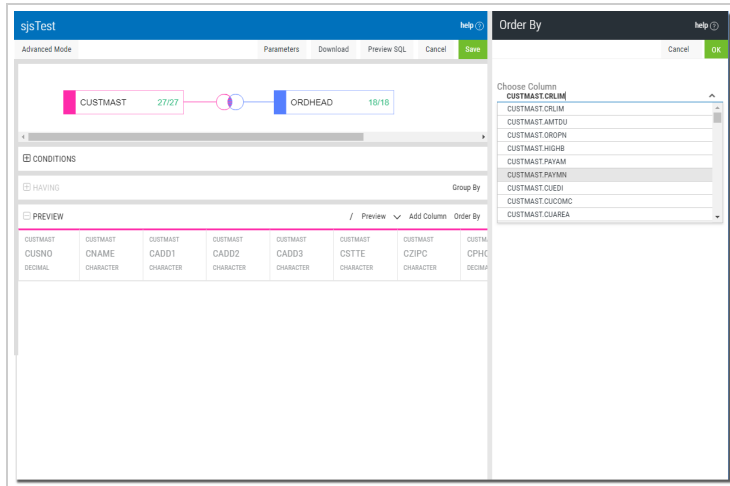 sjsTest
help ?
Order By
help ?
Advanced Mode
Parameters
Download
Preview SQL
Cancel
Save
Cancel
OK
CUSTMAST 27/27
ORDHEAD 18/18
Choose Column
CUSTMAST.CRLIM
CUSTMAST.CRLIM
CUSTMAST.AMTDU
CUSTMAST.OROPN
CUSTMAST.HIGHB
CUSTMAST.PAYAM
CUSTMAST.PAYMN
CUSTMAST.CUEDI
CUSTMAST.CUCOMC
CUSTMAST.CUAREA
CONDITIONS
HAVING
Group By
PREVIEW
/ Preview
Add Column
Order By
CUSTMAST CUSTMAST CUSTMAST CUSTMAST CUSTMAST CUSTMAST CUSTMAST CUSTM
CUSNO CNAME CADD1 CADD2 CADD3 CSTTE CZIPC CPHO
DECIMAL CHARACTER CHARACTER CHARACTER CHARACTER CHARACTER CHARACTER DECIMA